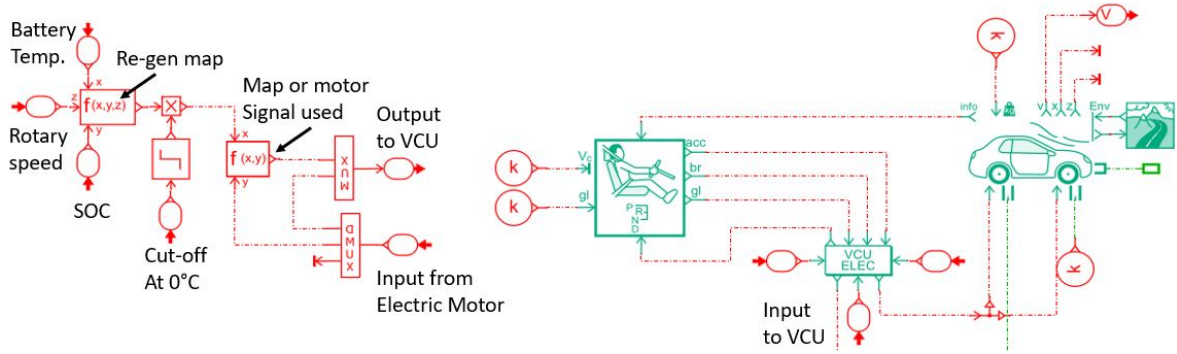 Battery
Temp.
Re-gen map
x
z
f(x,y,z)
y
Rotary
speed
SOC
X
Cut-off
At 0°C
Map or motor
Signal used
x
f(x,y)
y
MUX
Output
to VCU
DMUX
Input from
Electric Motor
k
k
Vc
gl
acc
br
gl
P
R
N
D
VCU
ELEC
Input
to VCU
k
V
info
v
x
z
Env
k